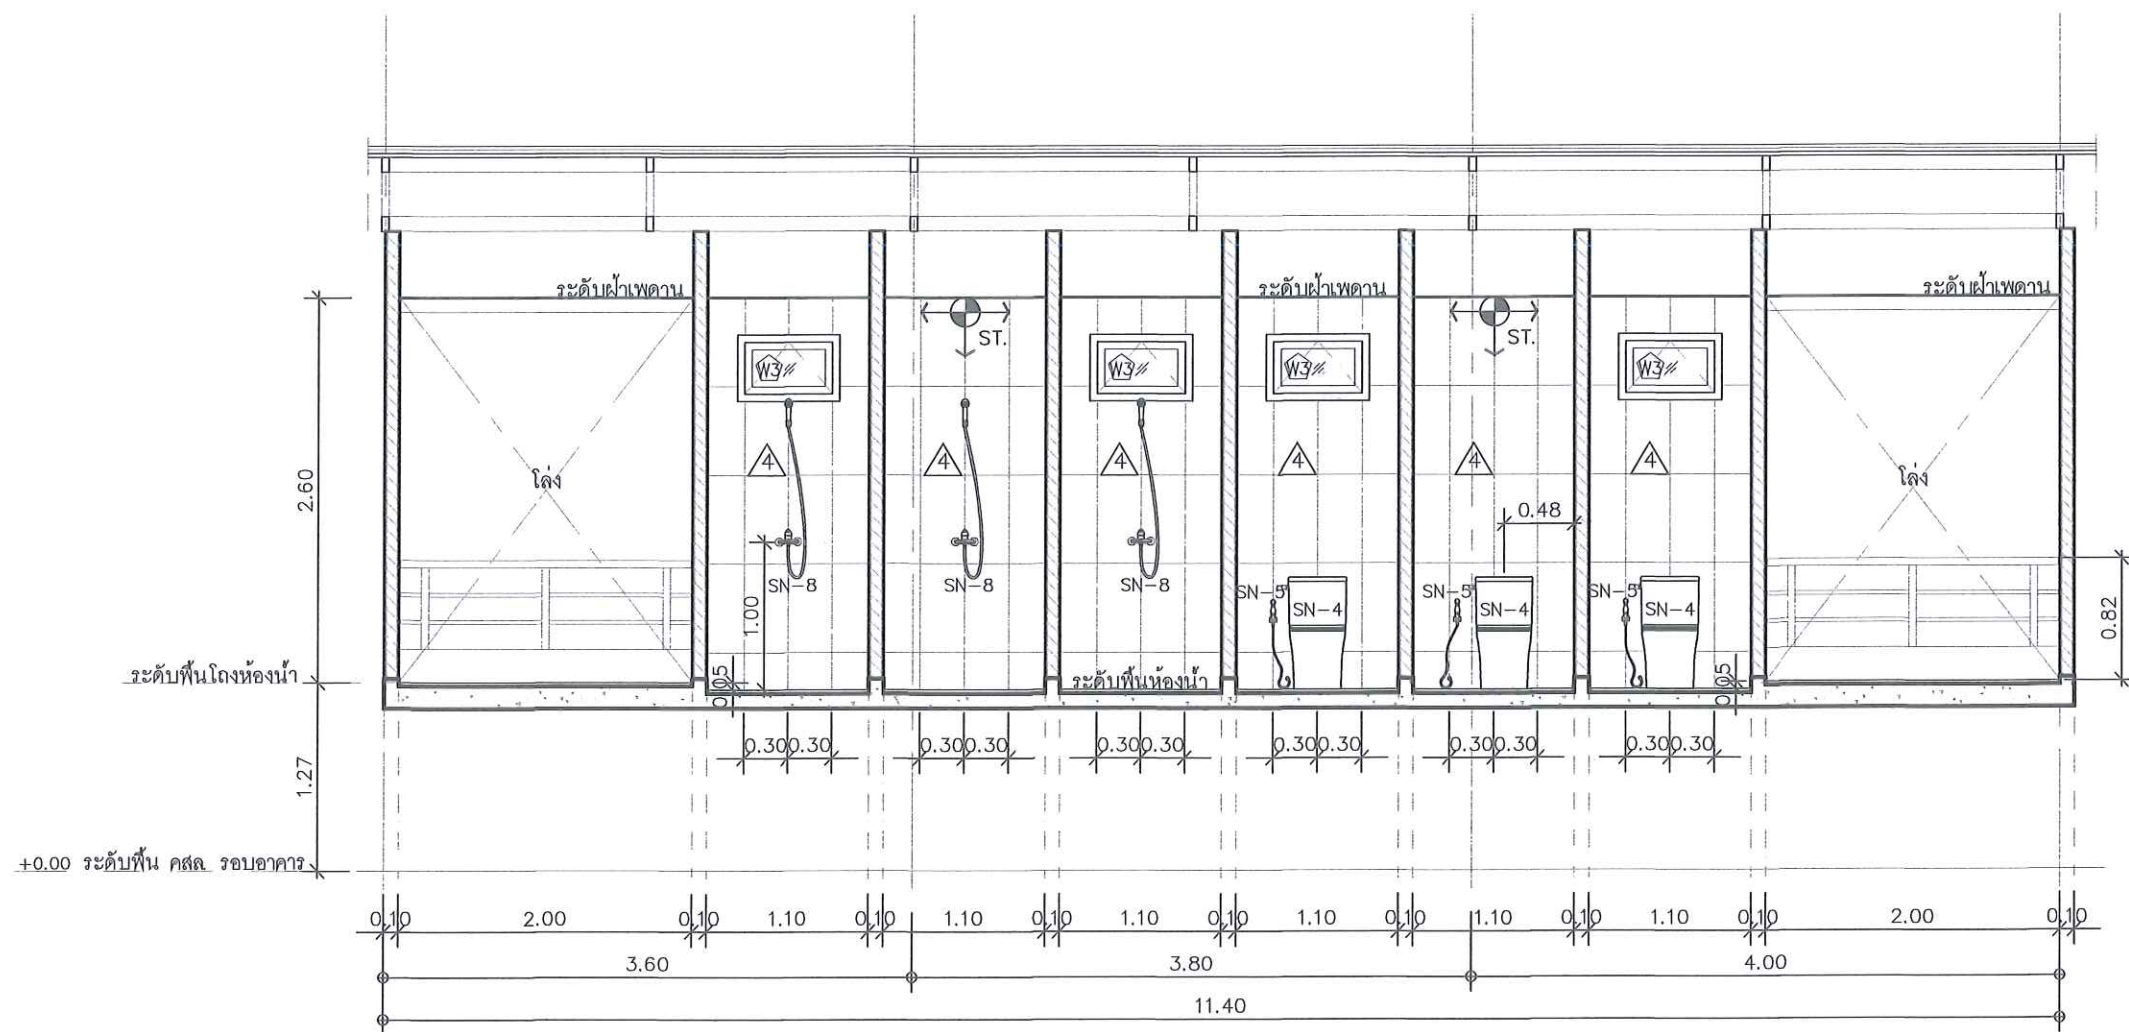 ระดับฝ้าเพดาน ระดับฝ้าเพดาน ระดับฝ้าเพดาน
ST. ST.
W3 W3 W3 W3
4 4 4 4 4 4
2.60 โล่ง โล่ง
0.48
SN-8 SN-8 SN-8
1.00
SN-5 SN-4 SN-5 SN-4 SN-5 SN-4
0.82
ระดับพื้นโถงห้องน้ำ 0.05 ระดับพื้นห้องน้ำ 0.05
0.30 0.30 0.30 0.30 0.30 0.30 0.30 0.30 0.30 0.30 0.30 0.30
1.27
+0.00 ระดับพื้น คสล. รอบอาคาร
0.10 2.00 0.10 1.10 0.10 1.10 0.10 1.10 0.10 1.10 0.10 1.10 0.10 1.10 0.10 2.00 0.10
3.60 3.80 4.00
11.40